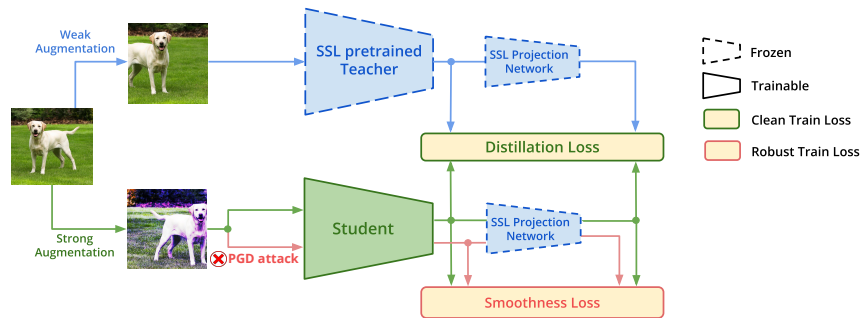 Weak
Augmentation
SSL pretrained
Teacher
SSL Projection
Network
Frozen
Trainable
Clean Train Loss
Robust Train Loss
Distillation Loss
Strong
Augmentation
PGD attack
Student
SSL Projection
Network
Smoothness Loss